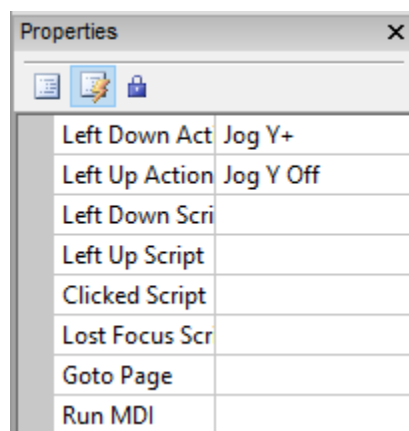 Properties
Left Down Act Jog Y+
Left Up Action Jog Y Off
Left Down Scri
Left Up Script
Clicked Script
Lost Focus Scr
Goto Page
Run MDI